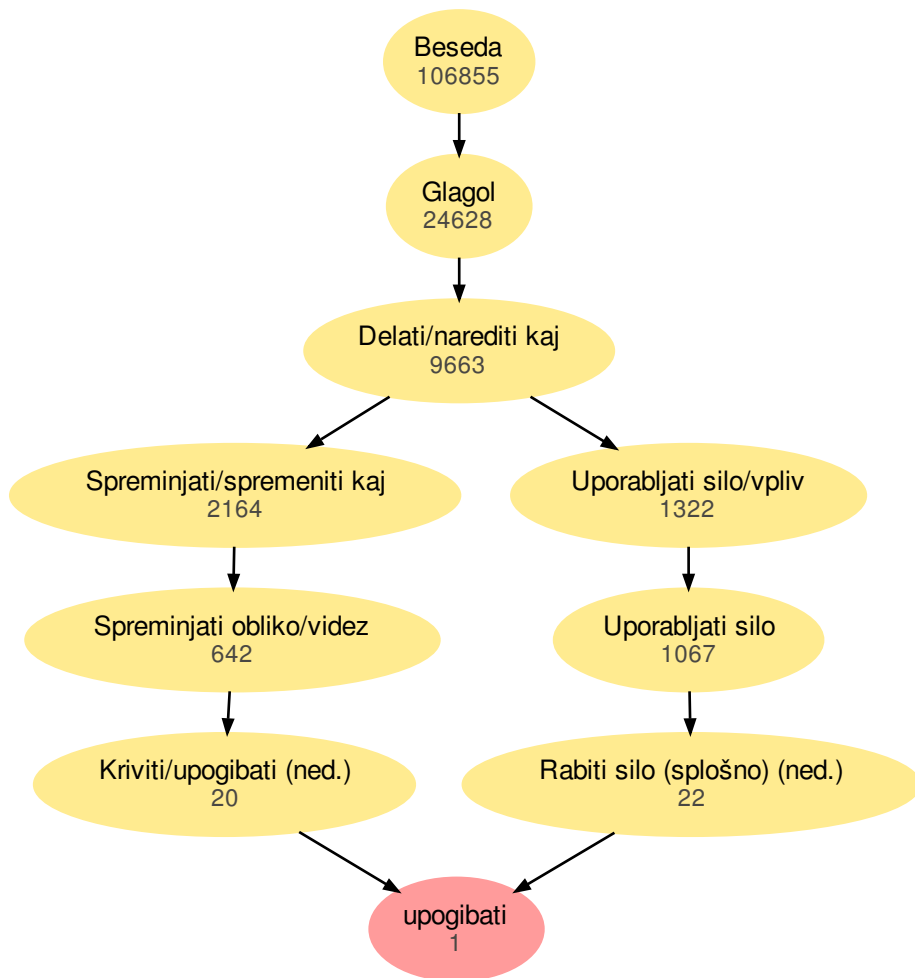 Beseda
106855
Glagol
24628
Delati/narediti kaj
9663
Spreminjati/spremeniti kaj
2164
Uporabljati silo/vpliv
1322
Spreminjati obliko/videz
642
Uporabljati silo
1067
Kriviti/upogibati (ned.)
20
Rabiti silo (splošno) (ned.)
22
upogibati
1